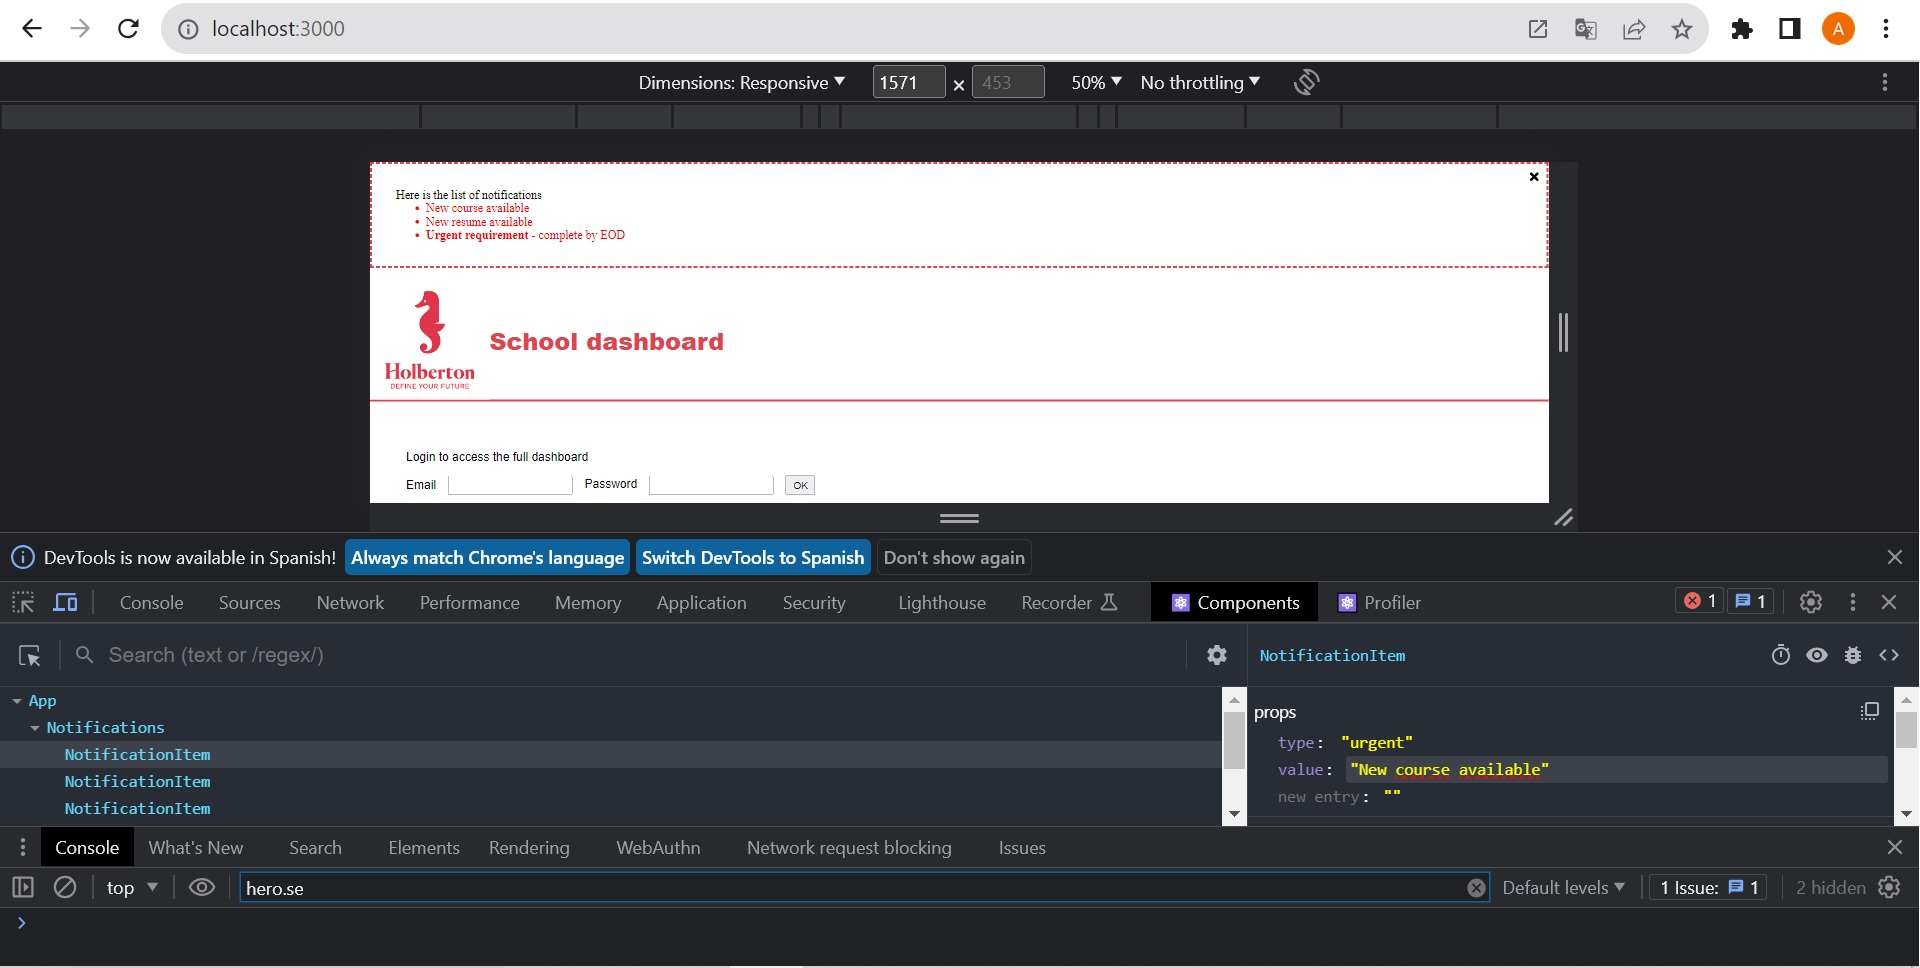 localhost:3000
A
Dimensions: Responsive 1571 × 453 50% No throttling
Here is the list of notifications
New course available
New resume available
Urgent requirement - complete by EOD
School dashboard
Holberton
DEFINE YOUR FUTURE
Login to access the full dashboard
Email Password OK
DevTools is now available in Spanish! Always match Chrome's language Switch DevTools to Spanish Don't show again
Console Sources Network Performance Memory Application Security Lighthouse Recorder Components Profiler 1 1
Search (text or /regex/)
NotificationItem
App
Notifications
NotificationItem
NotificationItem
NotificationItem
props
type: "urgent"
value: "New course available"
new entry: ""
Console What's New Search Elements Rendering WebAuthn Network request blocking Issues
top hero.se Default levels 1 Issue: 1 2 hidden